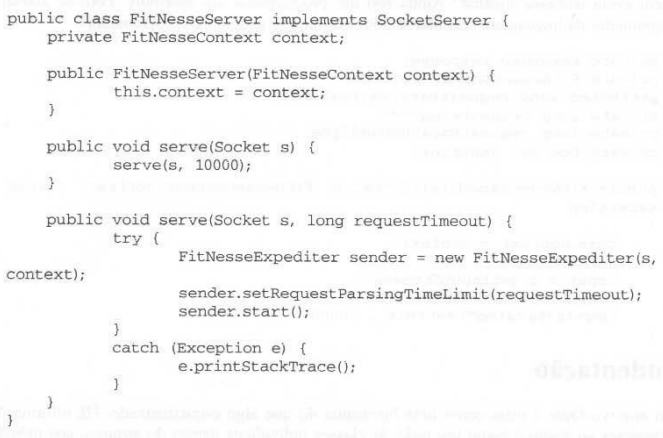 public class FitNesseServer implements SocketServer {
    private FitNesseContext context;

    public FitNesseServer(FitNesseContext context) {
            this.context = context;
    }

    public void serve(Socket s) {
            serve(s, 10000);
    }

    public void serve(Socket s, long requestTimeout) {
            try {
                    FitNesseExpediter sender = new FitNesseExpediter(s,
context);
                    sender.setRequestParsingTimeLimit(requestTimeout);
                    sender.start();
            }
            catch (Exception e) {
                    e.printStackTrace();
            }
    }
}